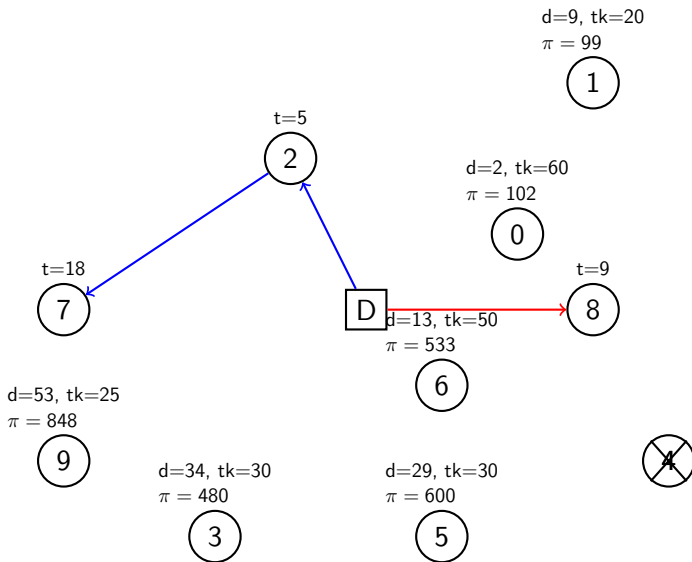 d=9, tk=20
π = 99
1
t=5
2
d=2, tk=60
π = 102
0
t=18
7
D
t=9
8
d=13, tk=50
π = 533
6
d=53, tk=25
π = 848
9
4
d=34, tk=30
π = 480
3
d=29, tk=30
π = 600
5